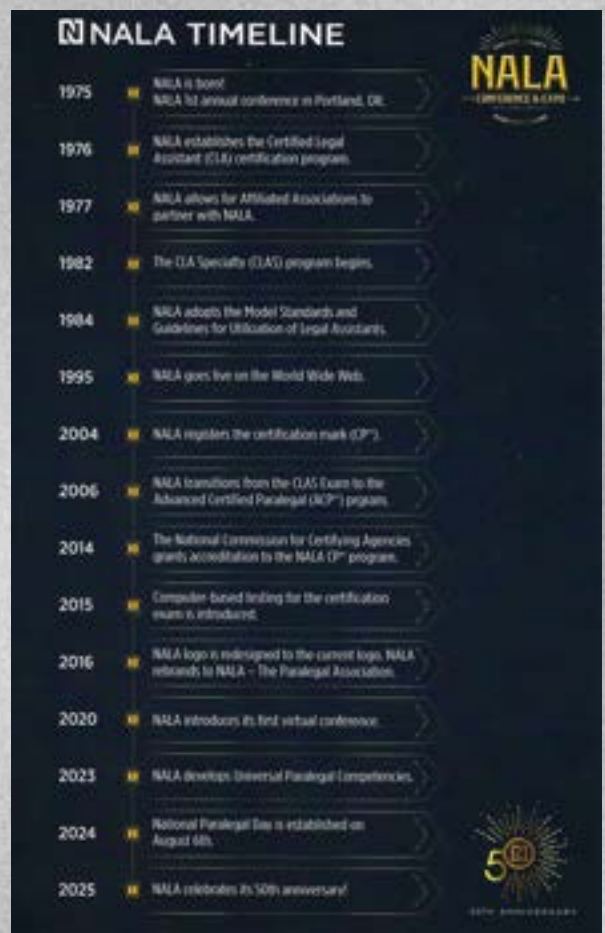 NALA TIMELINE
NALA
CONFERENCE & EXPO
1975
NALA is born!
NALA 1st annual conference in Portland, OR.
1976
NALA establishes the Certified Legal
Assistant (CLA) certification program.
1977
NALA allows for Affiliated Associations to
partner with NALA.
1982
The CLA Specialty (CLAS) program begins.
1984
NALA adopts the Model Standards and
Guidelines for Utilization of Legal Assistants.
1995
NALA goes live on the World Wide Web.
2004
NALA registers the certification mark (CP®).
2006
NALA transitions from the CLAS Exam to the
Advanced Certified Paralegal (ACP®) prgram.
2014
The National Commission for Certifying Agencies
grants accreditation to the NALA CP® program.
2015
Computer-based testing for the certification
exam is introduced.
2016
NALA logo is redesigned to the current logo. NALA
rebrands to NALA – The Paralegal Association.
2020
NALA introduces its first virtual conference.
2023
NALA develops Universal Paralegal Competencies.
2024
National Paralegal Day is established on
August 6th.
2025
NALA celebrates its 50th anniversary!
50
50TH ANNIVERSARY